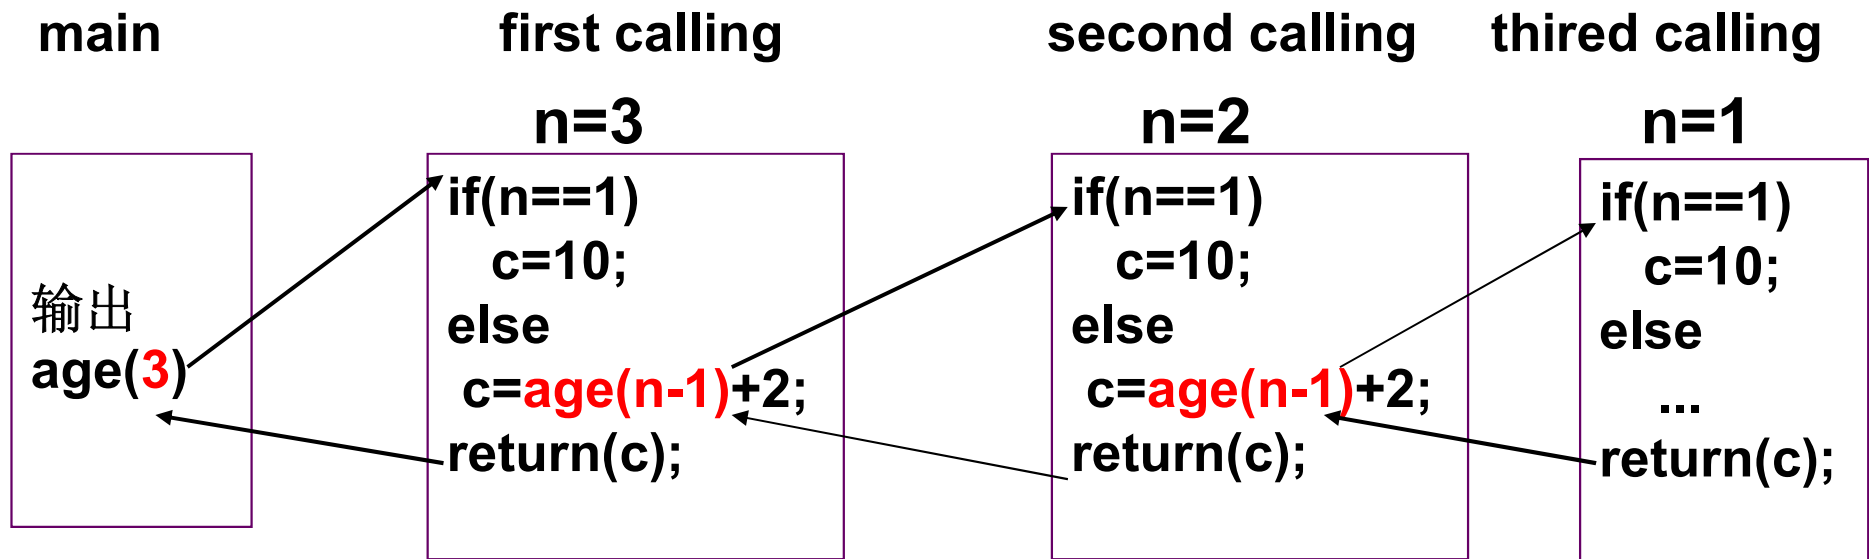 main
first calling
second calling
thired calling
n=3
n=2
n=1
输出
age(3)
if(n==1)
c=10;
else
c=age(n-1)+2;
return(c);
if(n==1)
c=10;
else
c=age(n-1)+2;
return(c);
if(n==1)
c=10;
else
...
return(c);